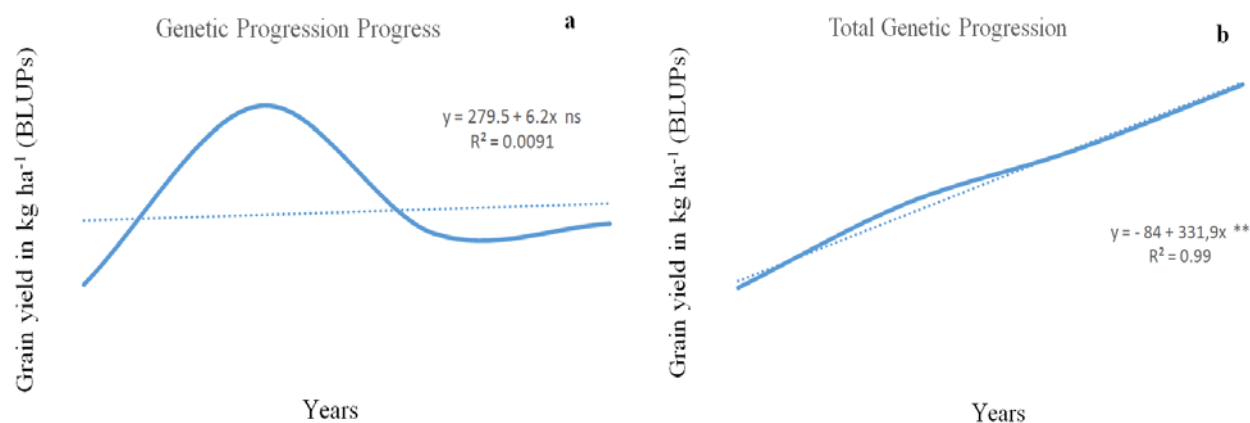 Genetic Progression Progress
a
Grain yield in kg ha⁻¹ (BLUPs)
y = 279.5 + 6.2x ns
R² = 0.0091
Years
Total Genetic Progression
b
Grain yield in kg ha⁻¹ (BLUPs)
y = - 84 + 331,9x **
R² = 0.99
Years